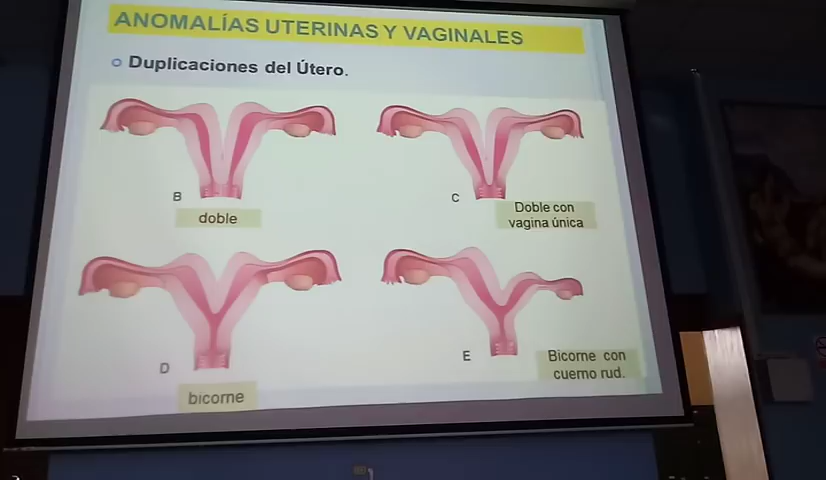 ANOMALÍAS UTERINAS Y VAGINALES
Duplicaciones del Útero.
B
doble
C
Doble con
vagina única
D
bicorne
E
Bicorne con
cuerno rud.